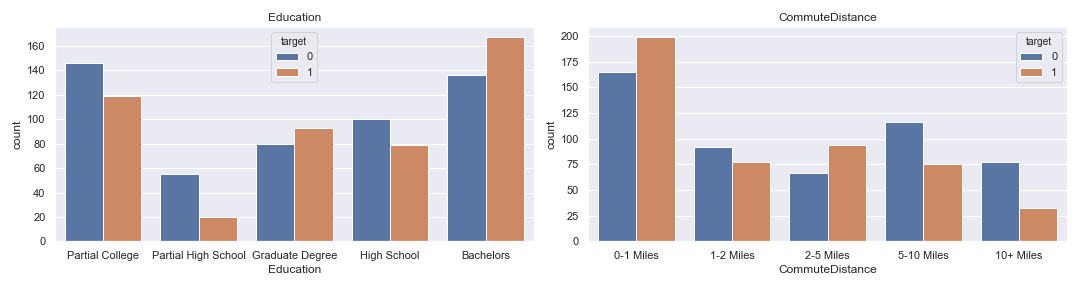 Education
target
0
1
160
140
120
100
80
60
40
20
0
count
Partial College
Partial High School
Graduate Degree
High School
Bachelors
Education
CommuteDistance
target
0
1
200
175
150
125
100
75
50
25
0
count
0-1 Miles
1-2 Miles
2-5 Miles
5-10 Miles
10+ Miles
CommuteDistance